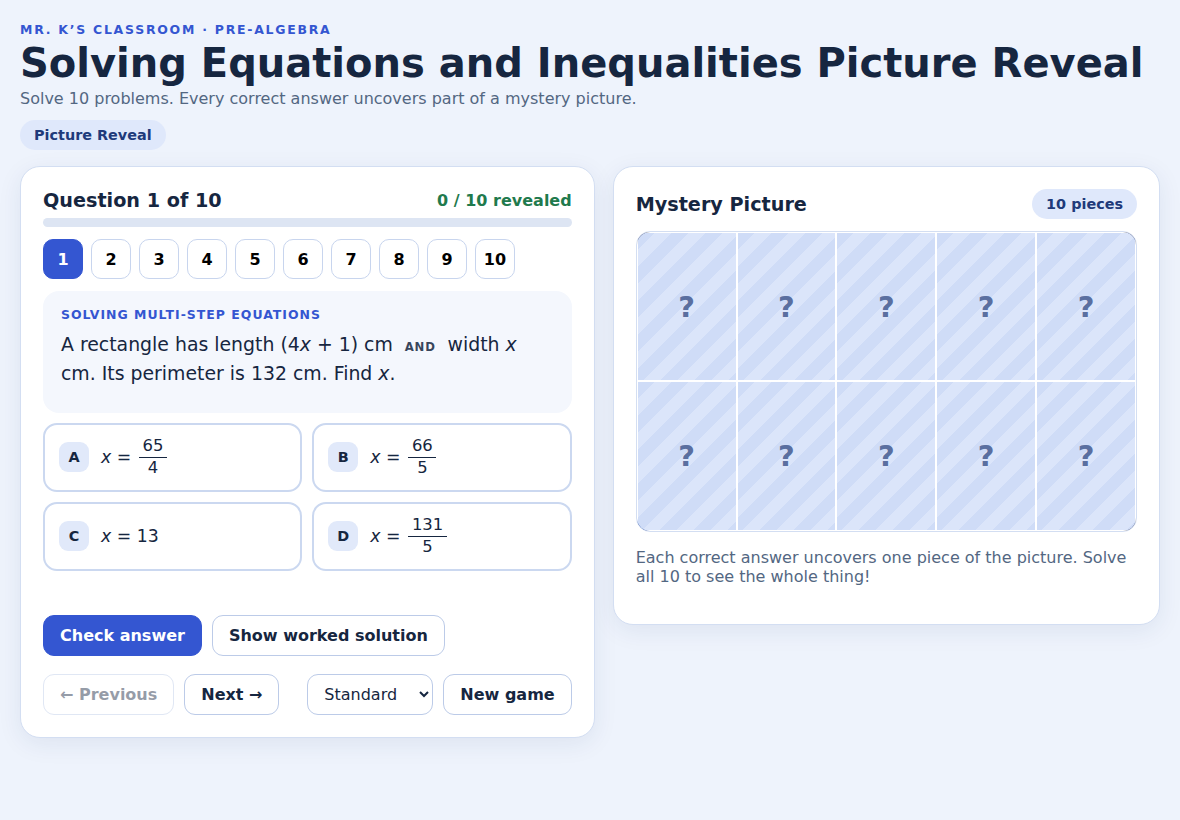 MR. K’S CLASSROOM · PRE-ALGEBRA
Solving Equations and Inequalities Picture Reveal
Solve 10 problems. Every correct answer uncovers part of a mystery picture.
Picture Reveal
Question 1 of 10
0 / 10 revealed
1 2 3 4 5 6 7 8 9 10
SOLVING MULTI-STEP EQUATIONS
A rectangle has length (4x + 1) cm AND width x
cm. Its perimeter is 132 cm. Find x.
A x = 65/4
B x = 66/5
C x = 13
D x = 131/5
Check answer
Show worked solution
← Previous
Next →
Standard
New game
Mystery Picture
10 pieces
? ? ? ? ?
? ? ? ? ?
Each correct answer uncovers one piece of the picture. Solve
all 10 to see the whole thing!